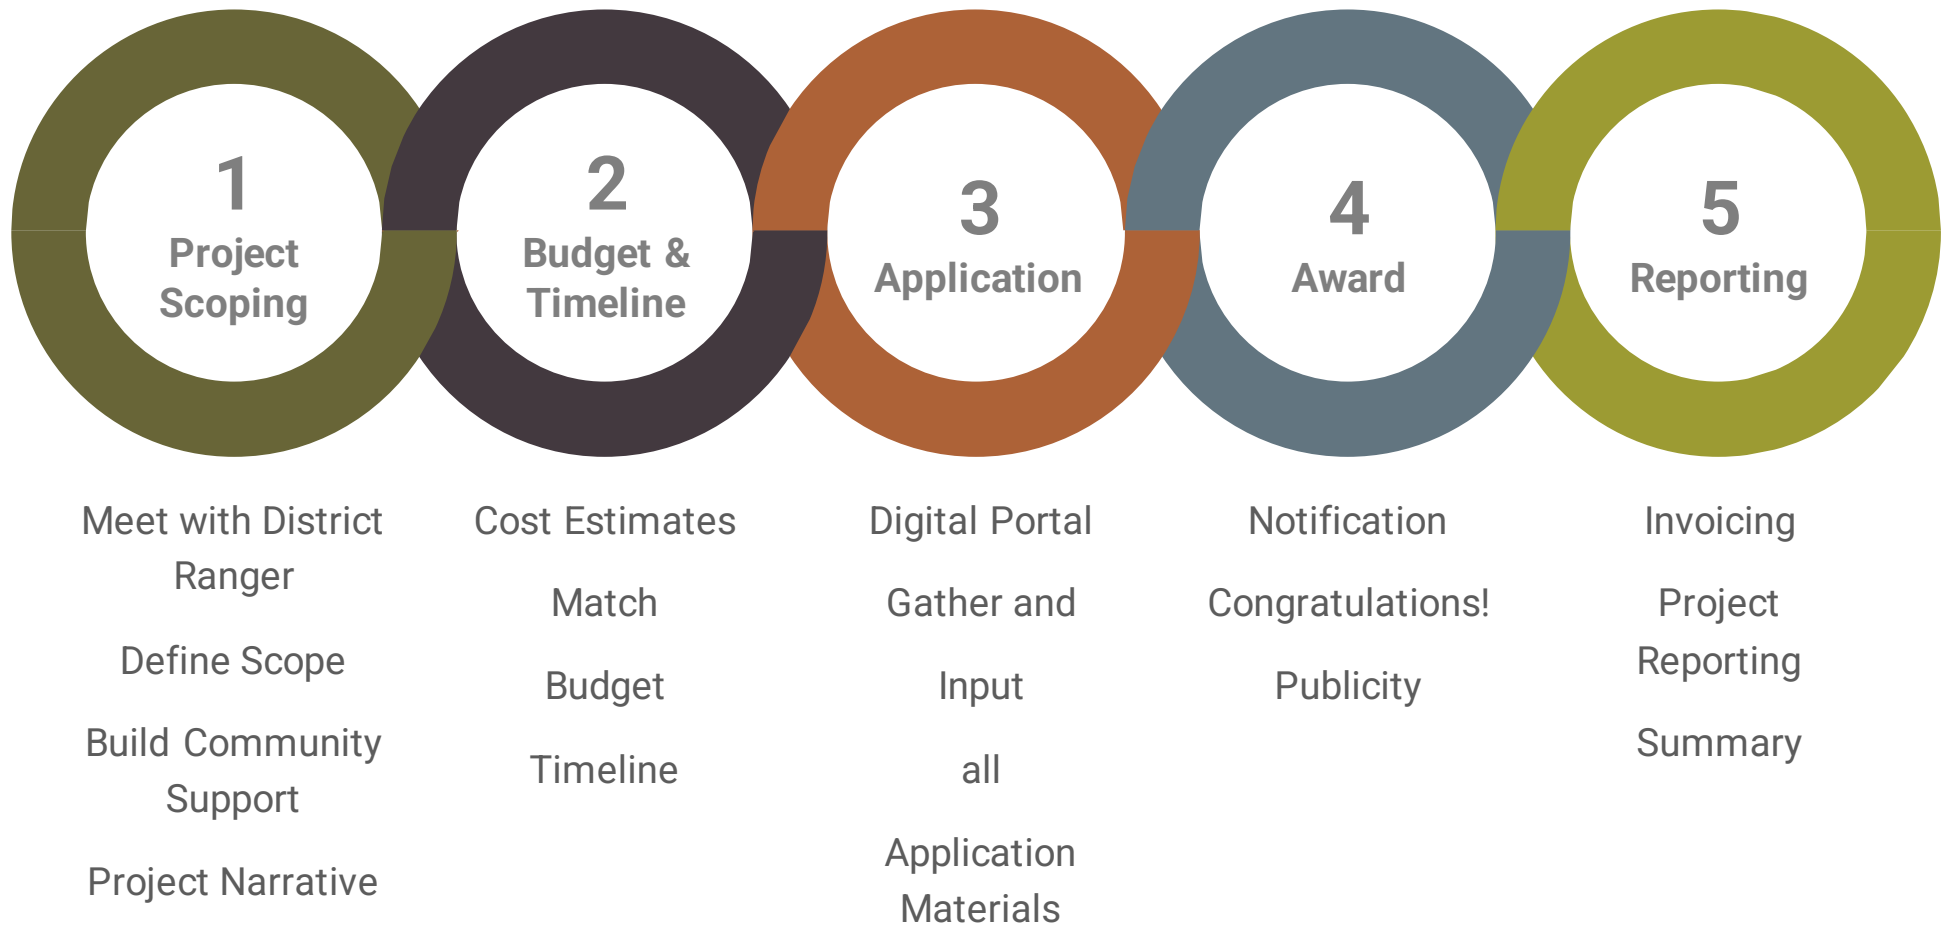 1
Project
Scoping
2
Budget &
Timeline
3
Application
4
Award
5
Reporting
Meet with District
Ranger
Define Scope
Build Community
Support
Project Narrative
Cost Estimates
Match
Budget
Timeline
Digital Portal
Gather and
Input
all
Application
Materials
Notification
Congratulations!
Publicity
Invoicing
Project
Reporting
Summary